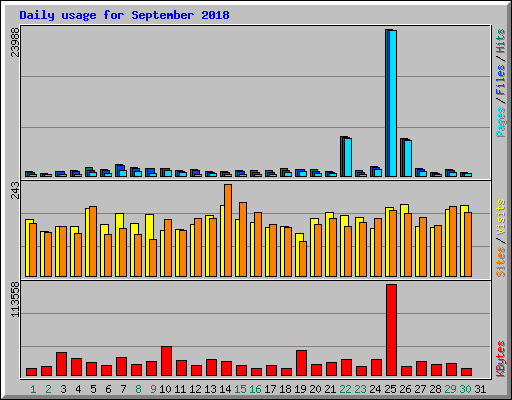 Daily usage for September 2018
23988
Pages / Files / Hits
243
Sites / Visits
113558
KBytes
1 2 3 4 5 6 7 8 9 10 11 12 13 14 15 16 17 18 19 20 21 22 23 24 25 26 27 28 29 30 31